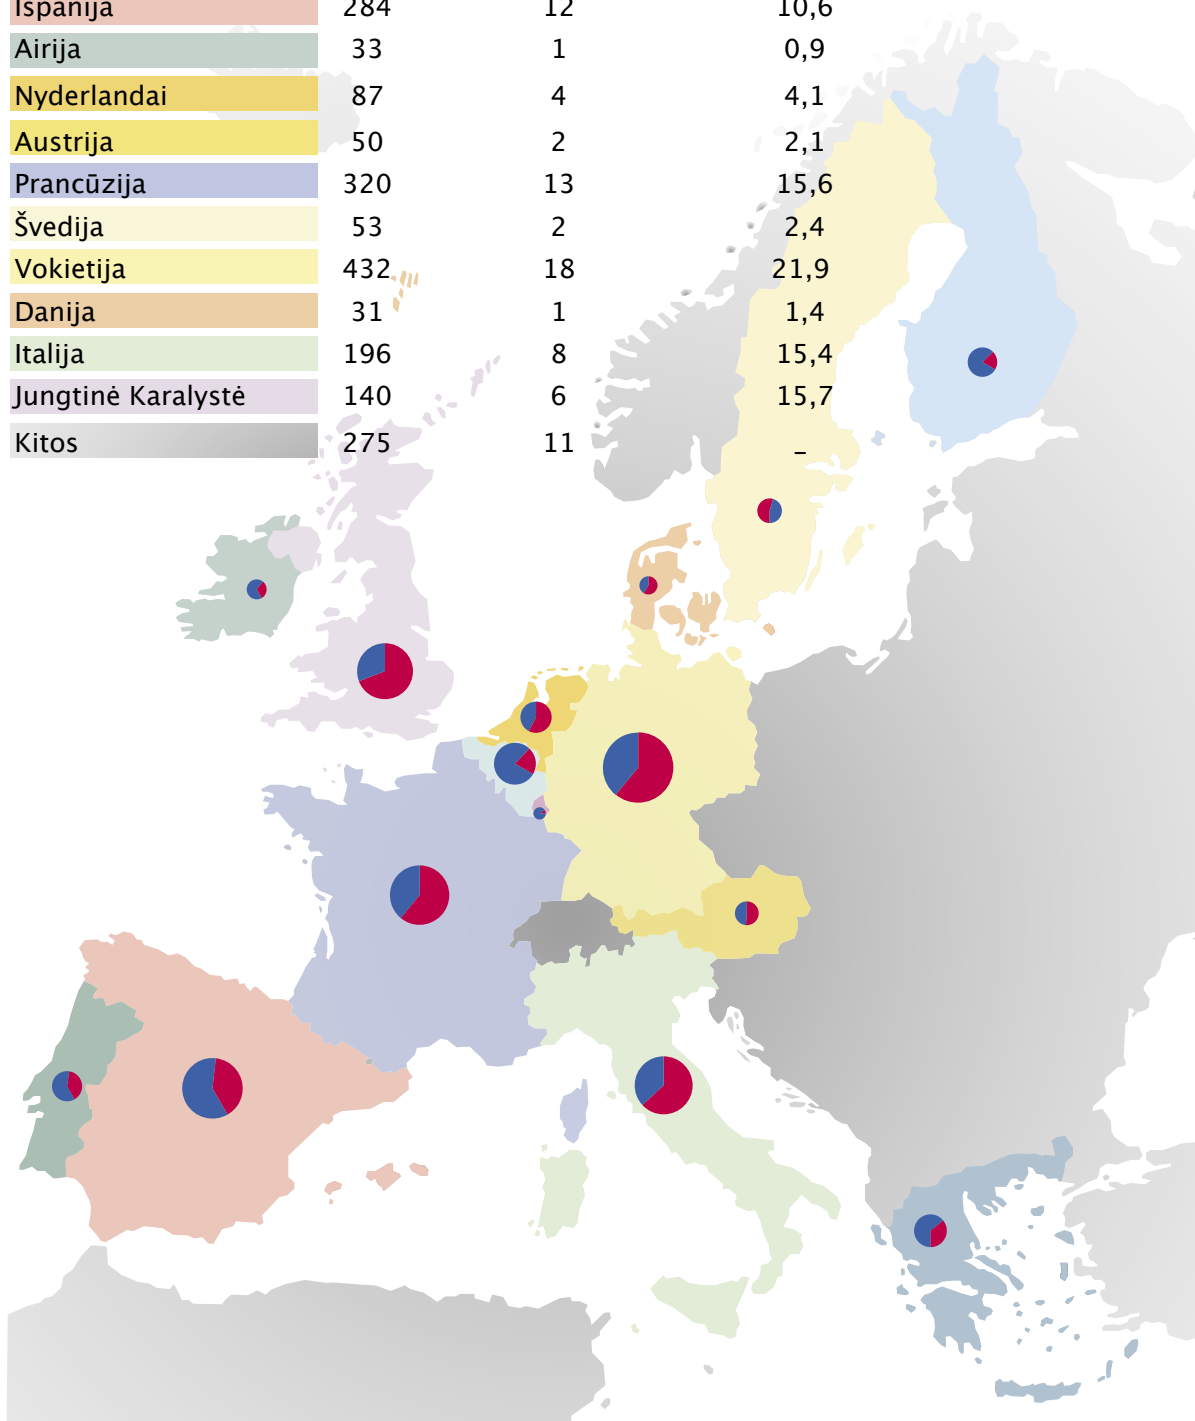 Ispanija 284 12 10,6
Airija 33 1 0,9
Nyderlandai 87 4 4,1
Austrija 50 2 2,1
Prancūzija 320 13 15,6
Švedija 53 2 2,4
Vokietija 432 18 21,9
Danija 31 1 1,4
Italija 196 8 15,4
Jungtinė Karalystė 140 6 15,7
Kitos 275 11 –